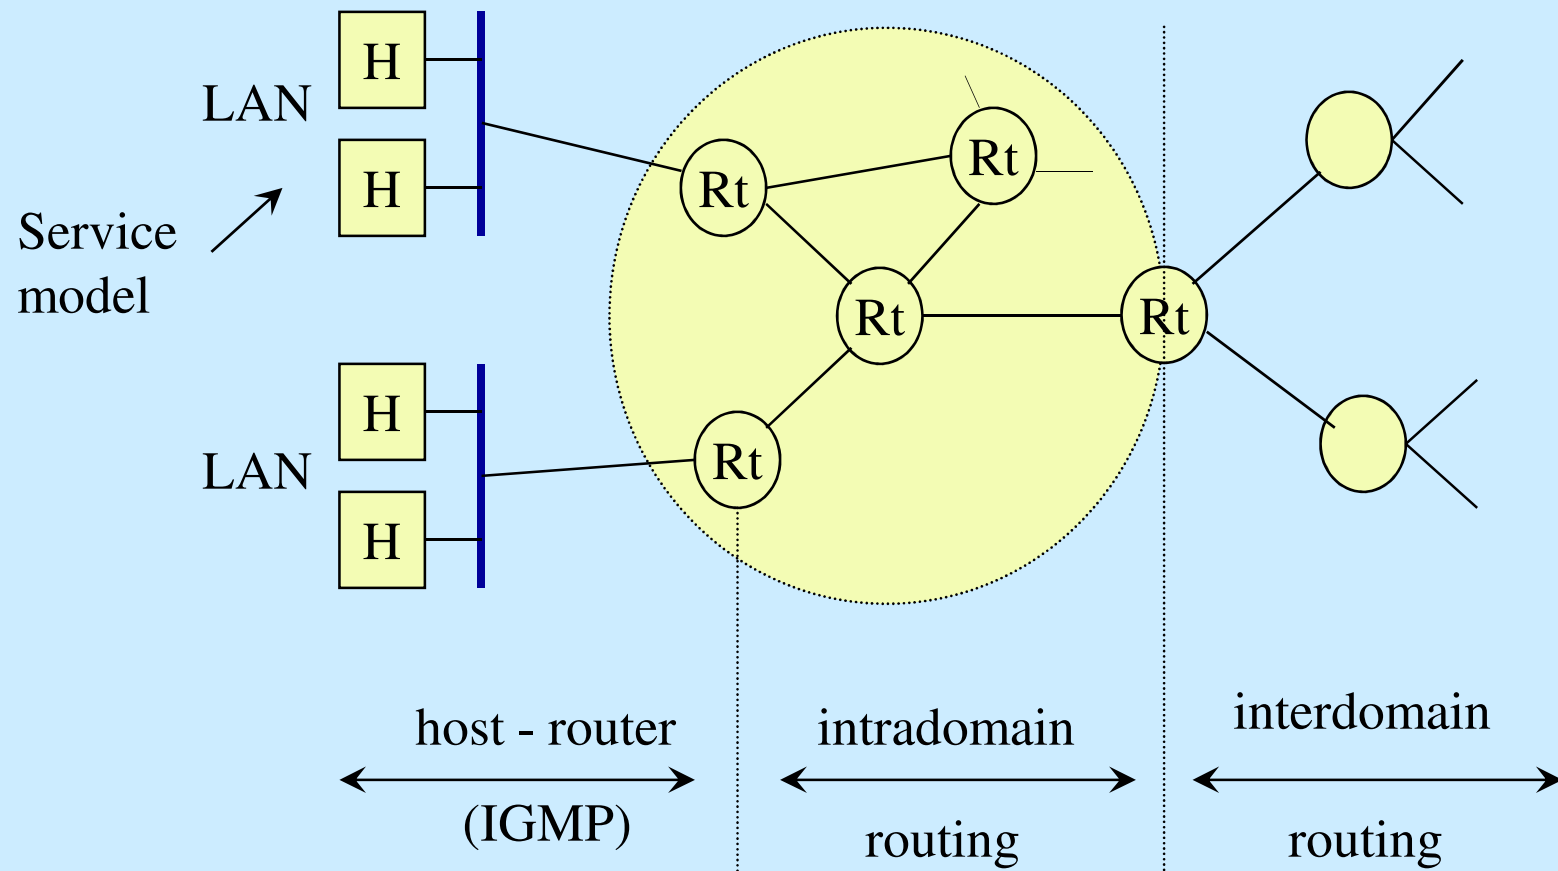 H
LAN
H
Service
model
H
LAN
H
Rt
Rt
Rt
Rt
Rt
host - router
(IGMP)
intradomain
routing
interdomain
routing